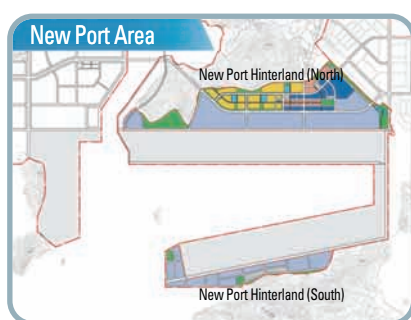 New Port Area
New Port Hinterland (North)
New Port Hinterland (South)